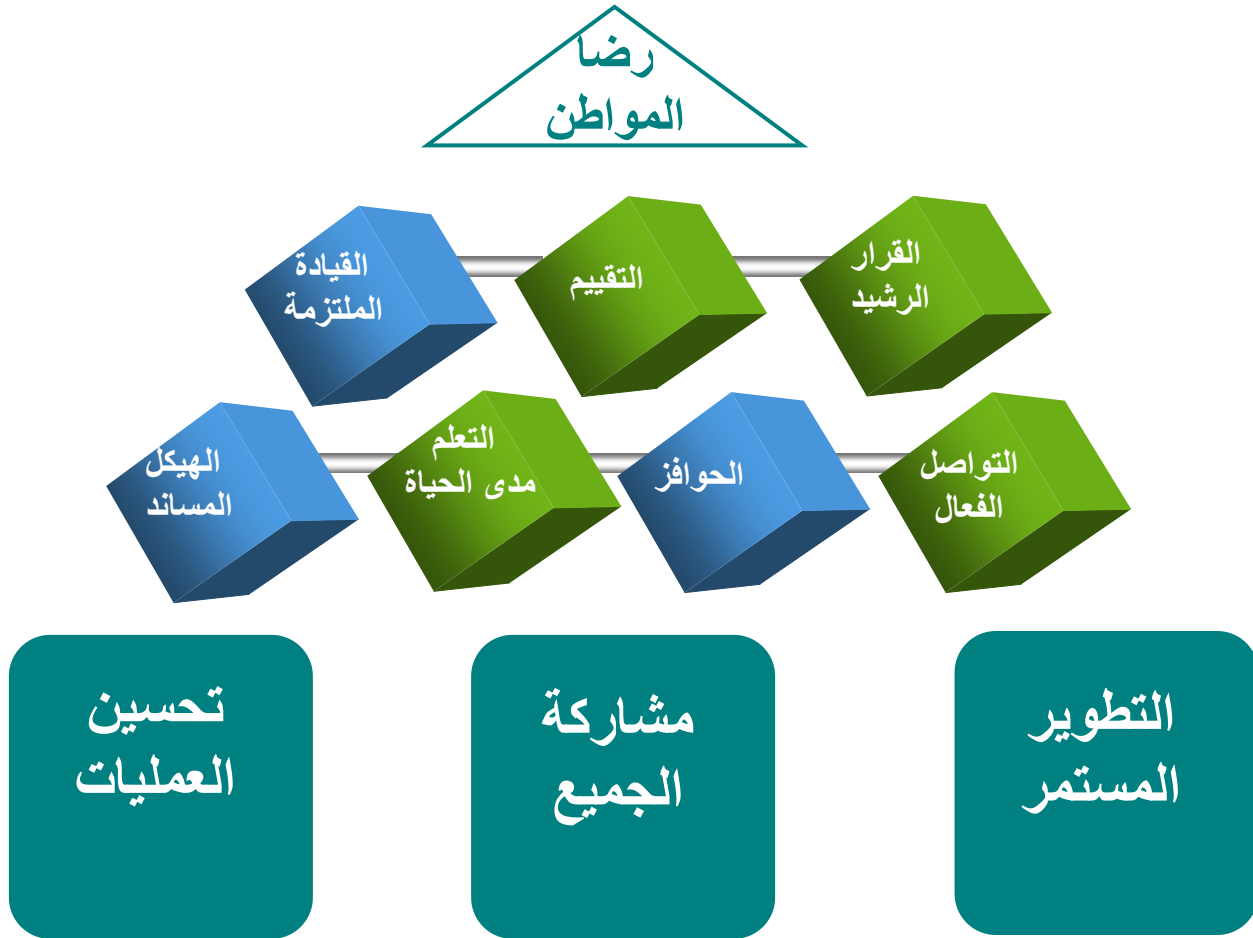 رضا
المواطن
القرار
الرشيد
التقييم
القيادة
الملتزمة
التواصل
الفعال
الحوافز
التعلم
مدى الحياة
الهيكل
المساند
التطوير
المستمر
مشاركة
الجميع
تحسين
العمليات